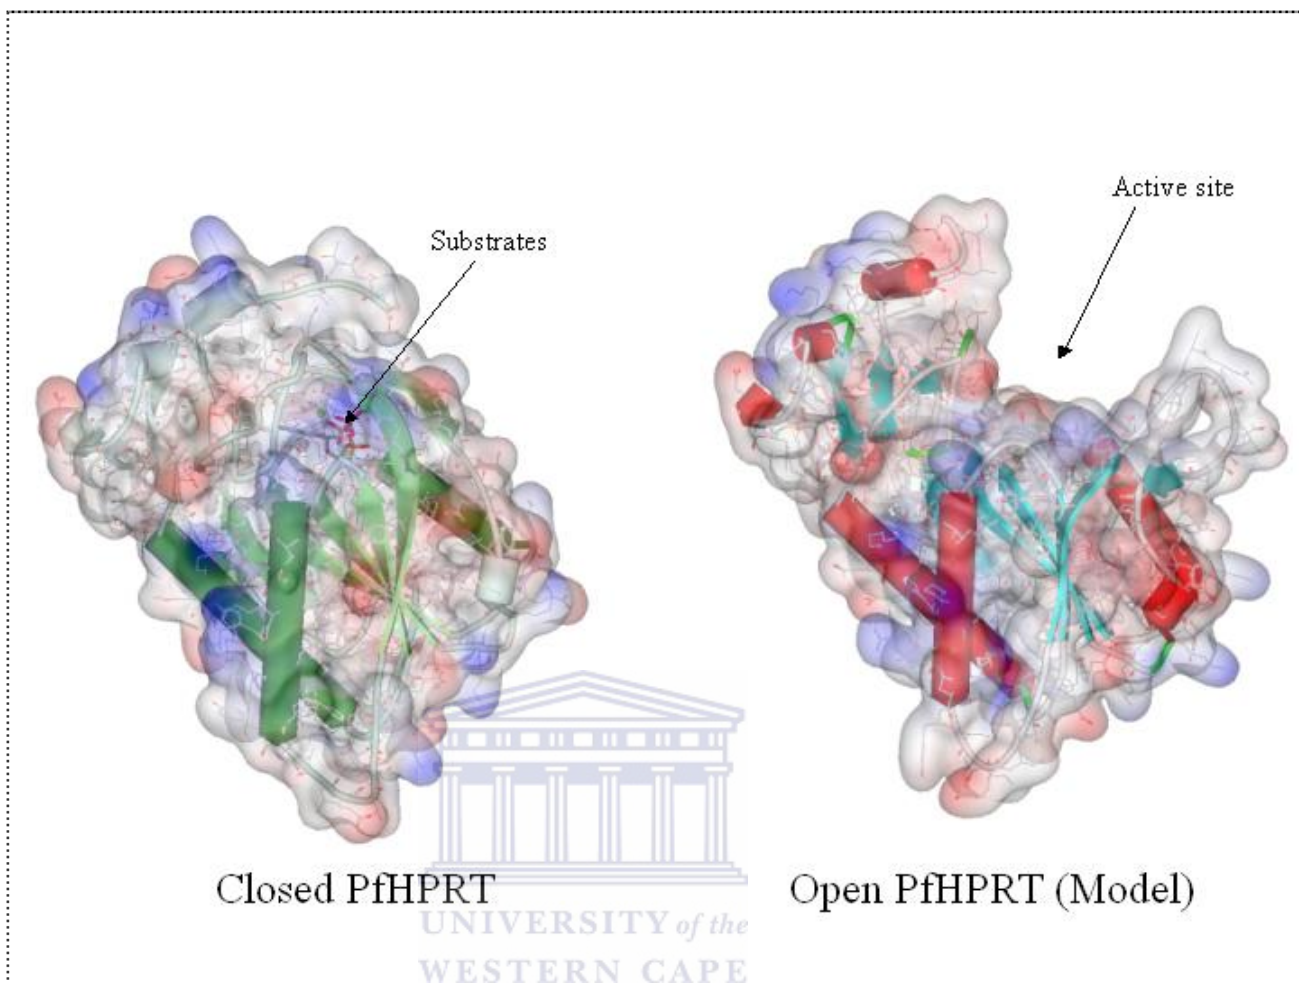 Active site
Substrates
Closed PfHPRT
Open PfHPRT (Model)
UNIVERSITY of the
WESTERN CAPE